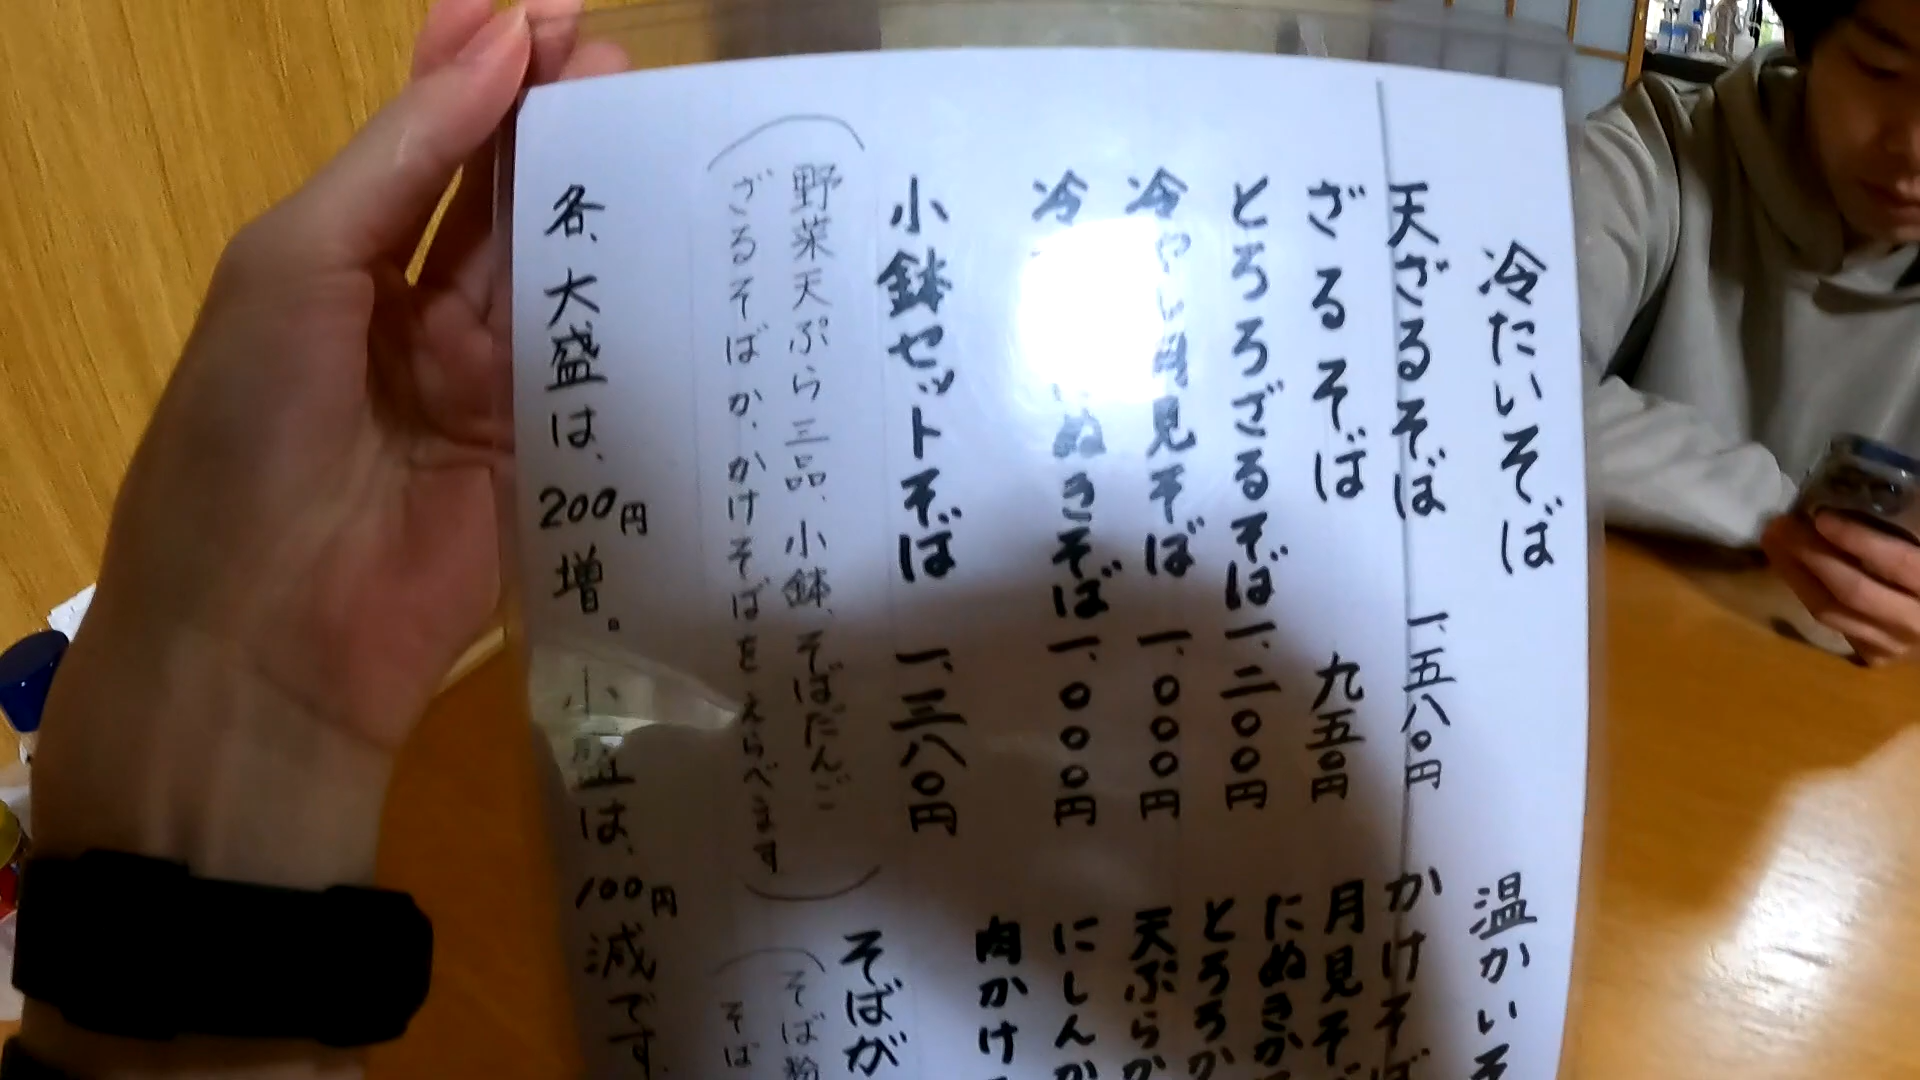 冷たいそば
天ざるそば 一、五八〇円
ざるそば 九五〇円
とろろざるそば 一、二〇〇円
冷やし月見そば 一、〇〇〇円
冷 ぬきそば 一、〇〇〇円
小鉢セットそば 一、三八〇円
(野菜天ぷら三品、小鉢、そばだんご
ざるそばか、かけそばをえらべます)
各、大盛は、200円増。小盛は、100円減です。
温かいそ
かけそば
月見そば
にぬきか
とろろか
天ぷらか
にしんか
肉かけ
そばが
(そば粉
そば